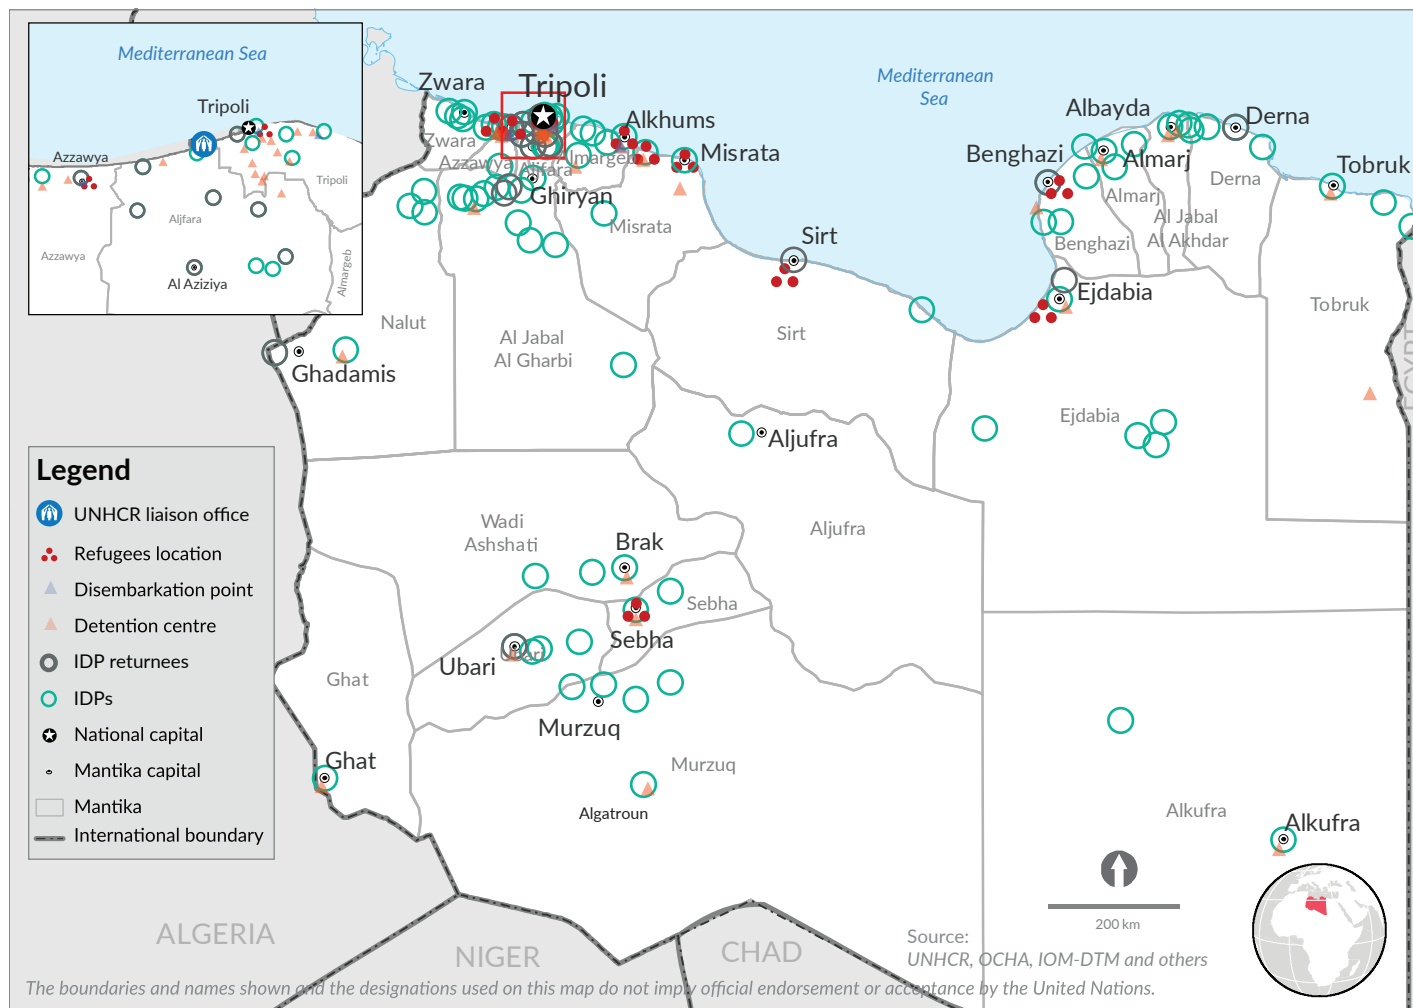 Mediterranean Sea
Tripoli
Azzawya
Tripoli
Aljfara
Azzawya
Almargeb
Al Aziziya
Mediterranean
Sea
Zwara
Tripoli
Alkhums
Misrata
Zwara
Azzawya
Aljfara
Almargeb
Ghiryan
Misrata
Albayda
Derna
Benghazi
Almarj
Tobruk
Almarj
Derna
Al Jabal
Al Akhdar
Benghazi
Sirt
Ejdabia
Tobruk
EGYPT
Nalut
Al Jabal
Al Gharbi
Sirt
Ghadamis
Ejdabia
Aljufra
Aljufra
Wadi
Ashshati
Brak
Sebha
Sebha
Ubari
Ubari
Ghat
Murzuq
Murzuq
Ghat
Algatroun
Alkufra
Alkufra
Legend
UNHCR liaison office
Refugees location
Disembarkation point
Detention centre
IDP returnees
IDPs
National capital
Mantika capital
Mantika
International boundary
200 km
ALGERIA
NIGER
CHAD
Source:
UNHCR, OCHA, IOM-DTM and others
The boundaries and names shown and the designations used on this map do not imply official endorsement or acceptance by the United Nations.